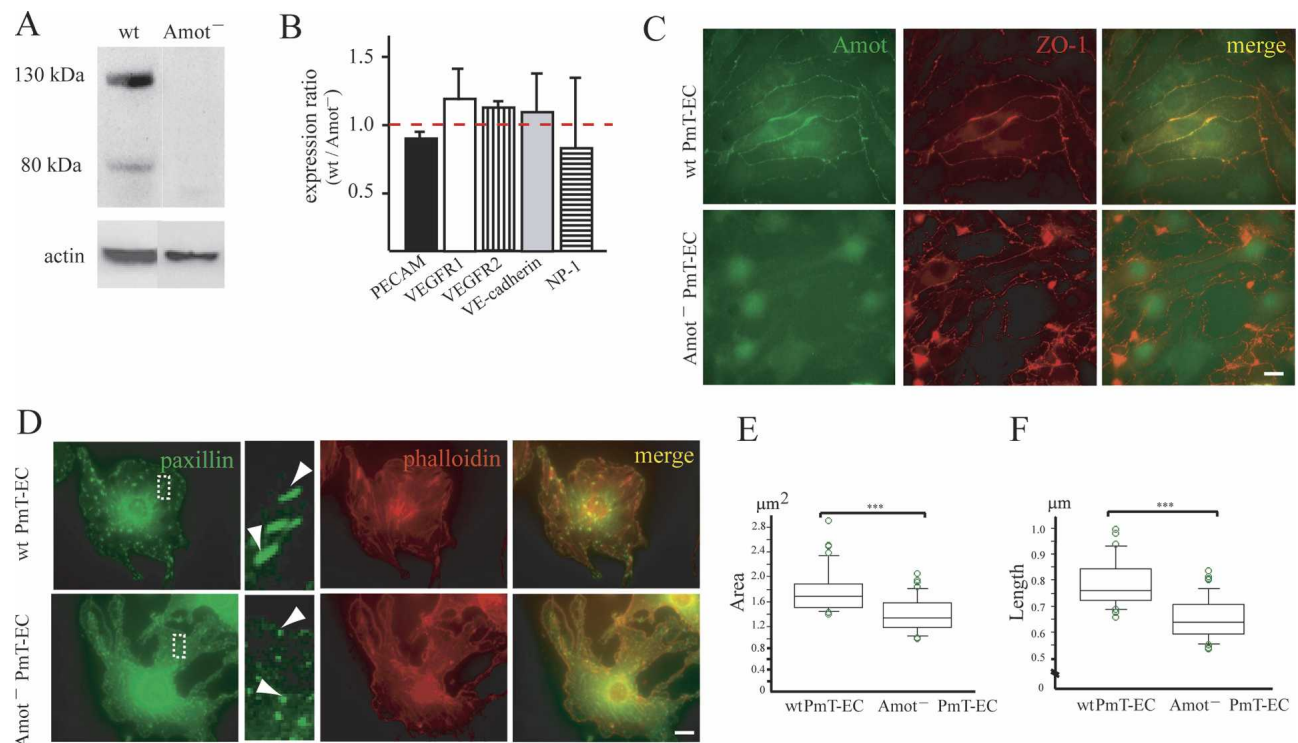 A
wt Amot⁻
130 kDa
80 kDa
actin
B
expression ratio
(wt / Amot⁻)
1.5
1.0
0.5
PECAM
VEGFR1
VEGFR2
VE-cadherin
NP-1
C
Amot
ZO-1
merge
wt PmT-EC
Amot⁻ PmT-EC
D
paxillin
phalloidin
merge
wt PmT-EC
Amot⁻ PmT-EC
E
μm²
***
Area
2.8
2.4
2.0
1.6
1.2
2.8
2.4
0
wtPmT-EC Amot⁻ PmT-EC
F
μm
***
Length
1.0
0.9
0.8
0.7
0.6
0.5
0
wtPmT-EC Amot⁻ PmT-EC